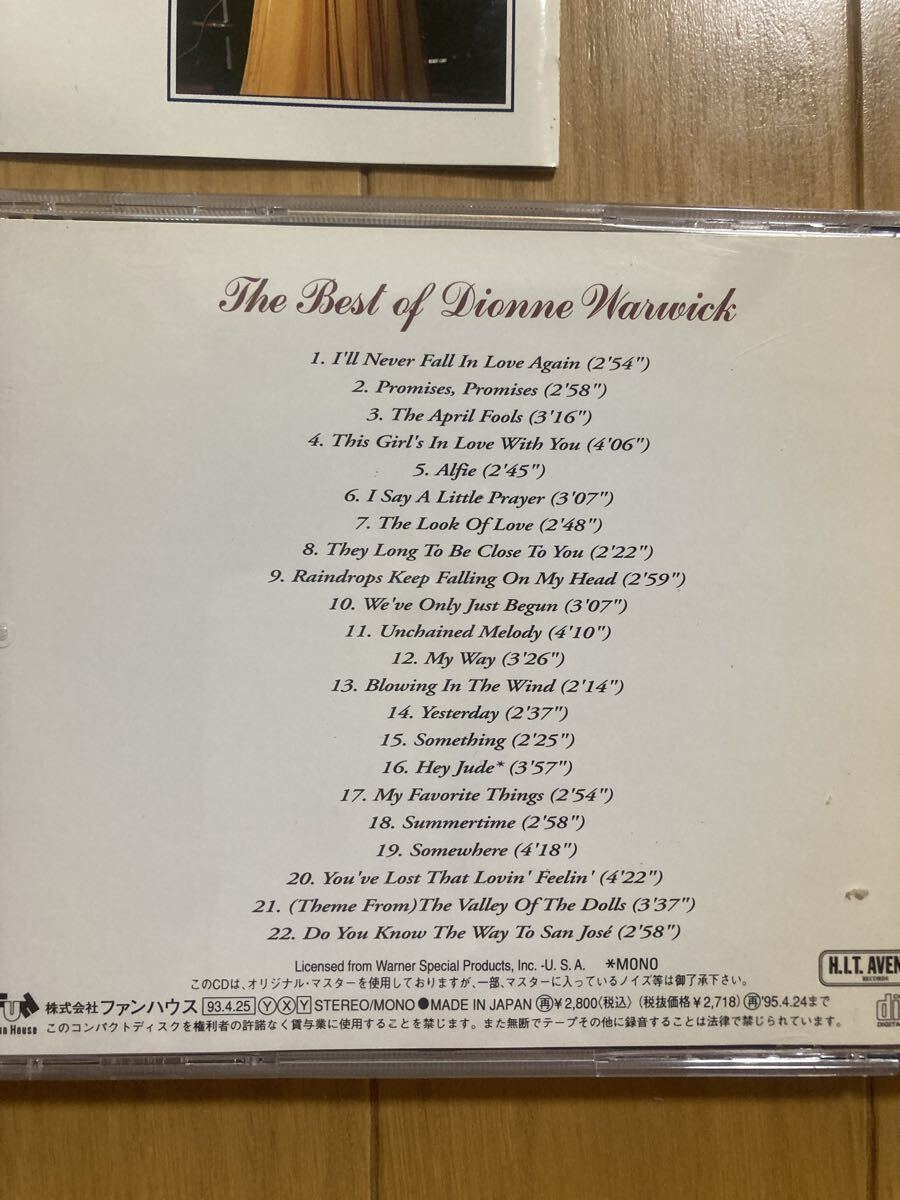 The Best of Dionne Warwick
1. I'll Never Fall In Love Again (2'54")
2. Promises, Promises (2'58")
3. The April Fools (3'16")
4. This Girl's In Love With You (4'06")
5. Alfie (2'45")
6. I Say A Little Prayer (3'07")
7. The Look Of Love (2'48")
8. They Long To Be Close To You (2'22")
9. Raindrops Keep Falling On My Head (2'59")
10. We've Only Just Begun (3'07")
11. Unchained Melody (4'10")
12. My Way (3'26")
13. Blowing In The Wind (2'14")
14. Yesterday (2'37")
15. Something (2'25")
16. Hey Jude* (3'57")
17. My Favorite Things (2'54")
18. Summertime (2'58")
19. Somewhere (4'18")
20. You've Lost That Lovin' Feelin' (4'22")
21. (Theme From)The Valley Of The Dolls (3'37")
22. Do You Know The Way To San José (2'58")
Licensed from Warner Special Products, Inc. -U. S. A. *MONO
H.I.T. AVEN
RECORDS
このCDは、オリジナル・マスターを使用しておりますが、一部、マスターに入っているノイズ等は御了承下さい。
FUN House 株式会社ファンハウス 93.4.25 ⓎⓍⓎ STEREO/MONO ●MADE IN JAPAN 再¥2,800(税込) (税抜価格¥2,718) 再'95.4.24まで
このコンパクトディスクを権利者の許諾なく賃与業に使用することを禁じます。また無断でテープその他に録音することは法律で禁じられています。
DIGITA